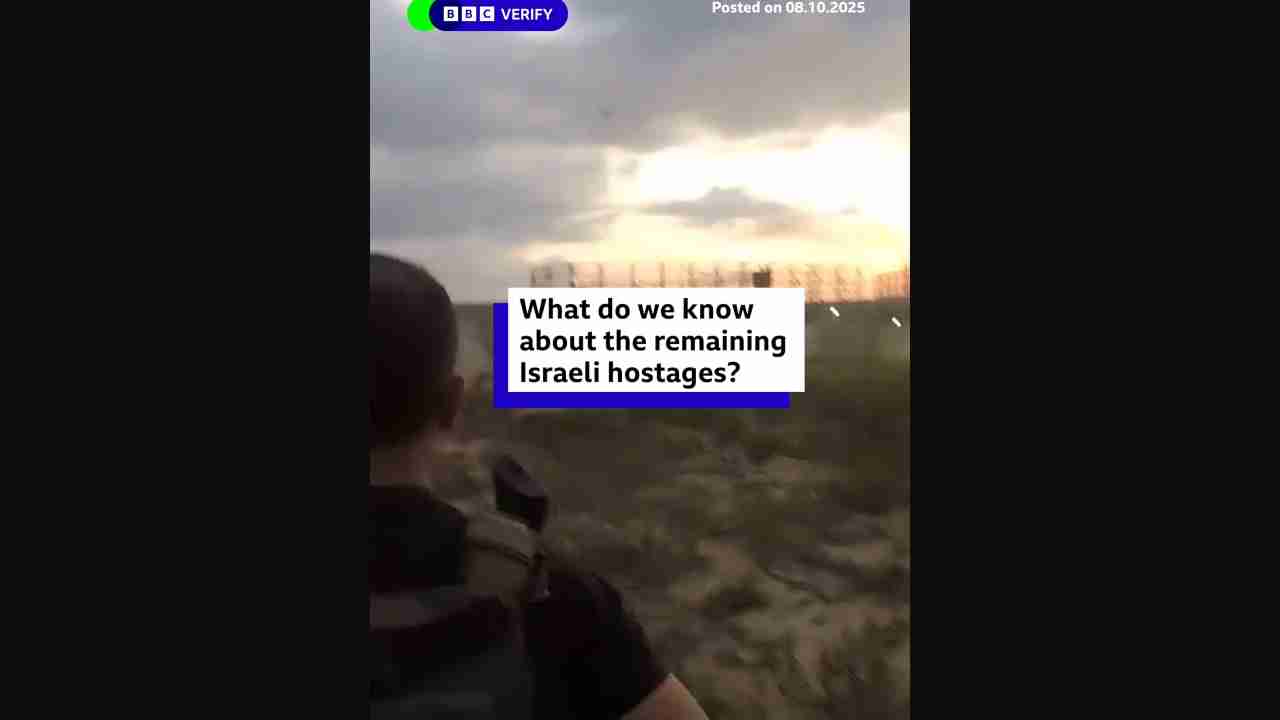 BBC VERIFY
Posted on 08.10.2025
What do we know
about the remaining
Israeli hostages?